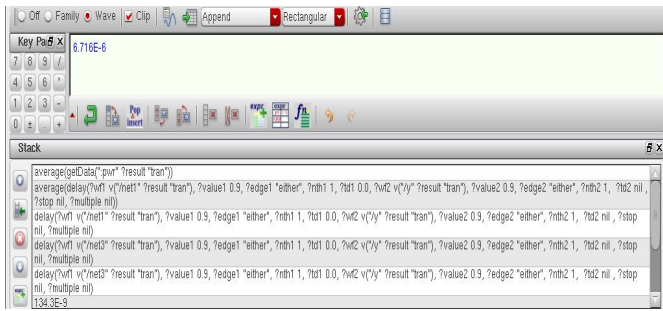 Off Family Wave Clip Append Rectangular
Key Pa
6.716E-6
7 8 9 /
4 5 6 *
1 2 3 -
0 ± . +
Pop insert expr expr fn
Stack
average(getData(":pwr" ?result "tran"))
average(delay(?wf1 v("/net1" ?result "tran"), ?value1 0.9, ?edge1 "either", ?nth1 1, ?td1 0.0, ?wf2 v("/y" ?result "tran"), ?value2 0.9, ?edge2 "either", ?nth2 1, ?td2 nil ,
?stop nil, ?multiple nil))
delay(?wf1 v("/net1" ?result "tran"), ?value1 0.9, ?edge1 "either", ?nth1 1, ?td1 0.0, ?wf2 v("/y" ?result "tran"), ?value2 0.9, ?edge2 "either", ?nth2 1, ?td2 nil , ?stop
nil, ?multiple nil)
delay(?wf1 v("/net3" ?result "tran"), ?value1 0.9, ?edge1 "either", ?nth1 1, ?td1 0.0, ?wf2 v("/y" ?result "tran"), ?value2 0.9, ?edge2 "either", ?nth2 1, ?td2 nil , ?stop
nil, ?multiple nil)
delay(?wf1 v("/net3" ?result "tran"), ?value1 0.9, ?edge1 "either", ?nth1 1, ?td1 0.0, ?wf2 v("/y" ?result "tran"), ?value2 0.9, ?edge2 "either", ?nth2 1, ?td2 nil , ?stop
nil, ?multiple nil)
134.3E-9